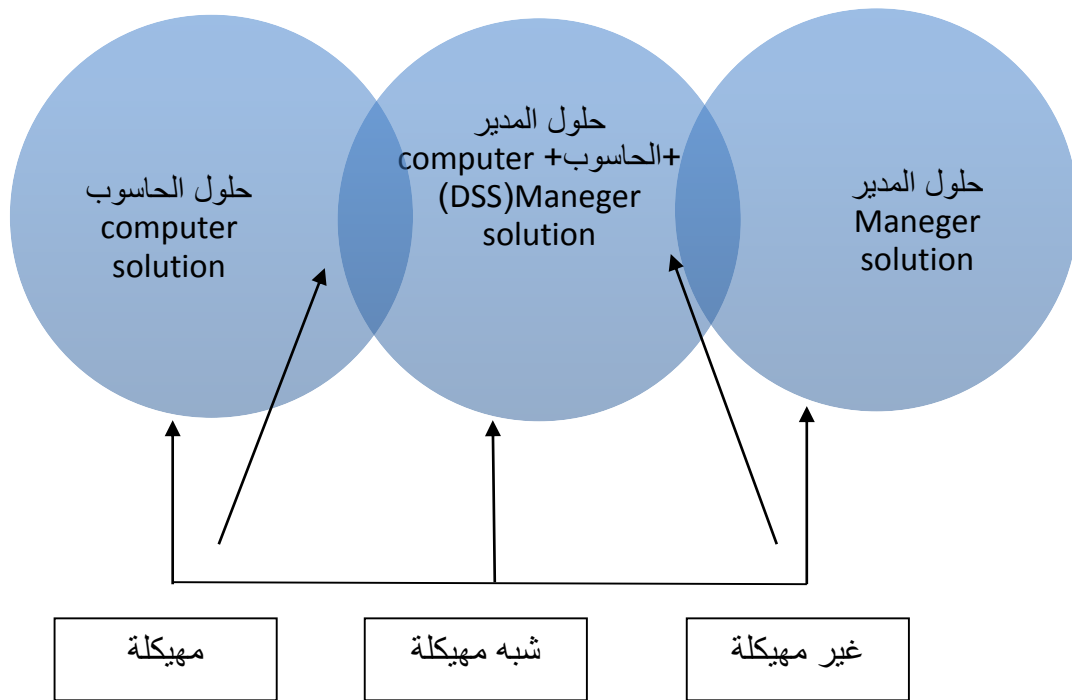 حلول الحاسوب
computer
solution
حلول المدير
+الحاسوب+ computer
(DSS)Maneger
solution
حلول المدير
Maneger
solution
مهيكلة
شبه مهيكلة
غير مهيكلة